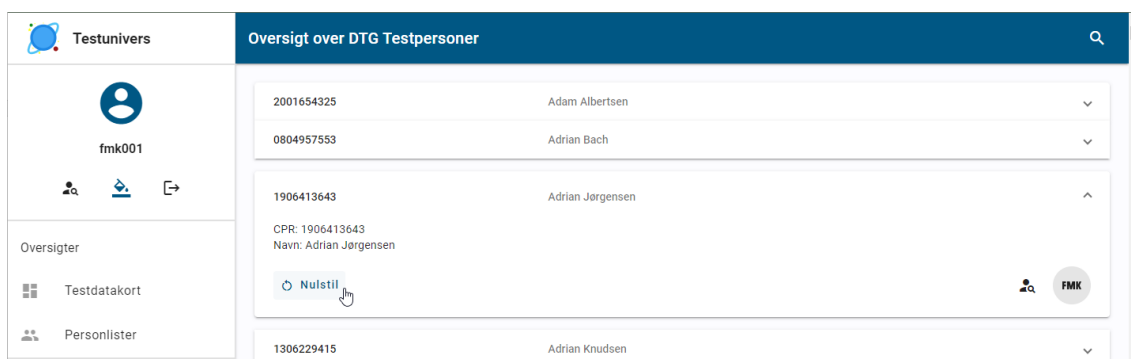 Testunivers
fmk001
Oversigter
Testdatakort
Personlister
Oversigt over DTG Testpersoner
2001654325 Adam Albertsen
0804957553 Adrian Bach
1906413643 Adrian Jørgensen
CPR: 1906413643
Navn: Adrian Jørgensen
Nulstil FMK
1306229415 Adrian Knudsen